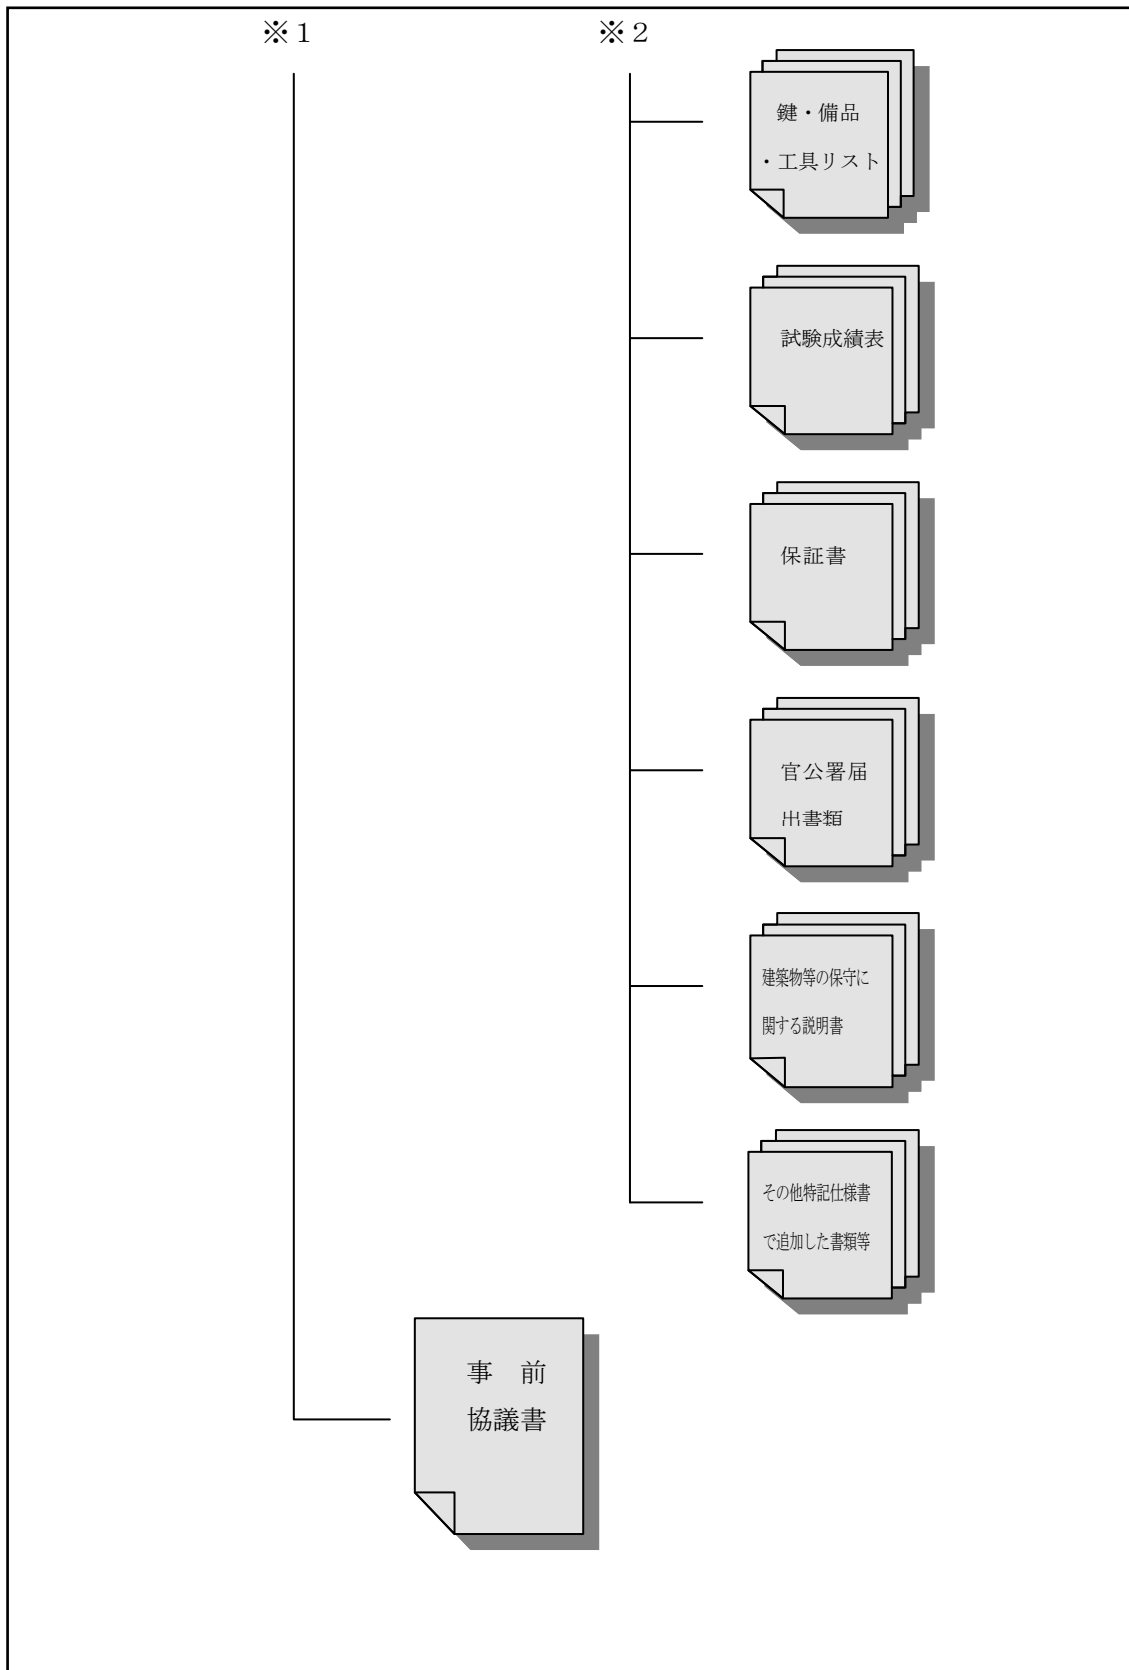 ※１
※２
鍵・備品
・工具リスト
試験成績表
保証書
官公署届
出書類
建築物等の保守に
関する説明書
その他特記仕様書
で追加した書類等
事　前
協議書